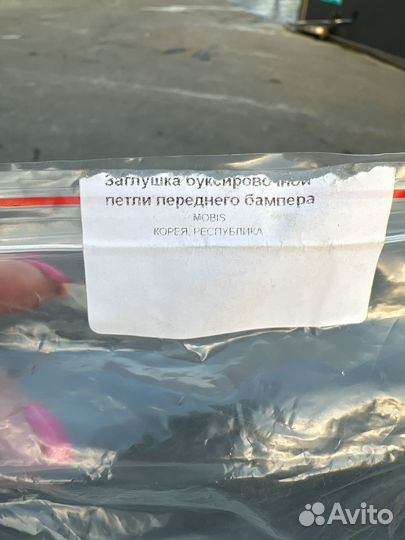 Заглушка буксировочной
петли переднего бампера
MOBIS
КОРЕЯ, РЕСПУБЛИКА
Avito